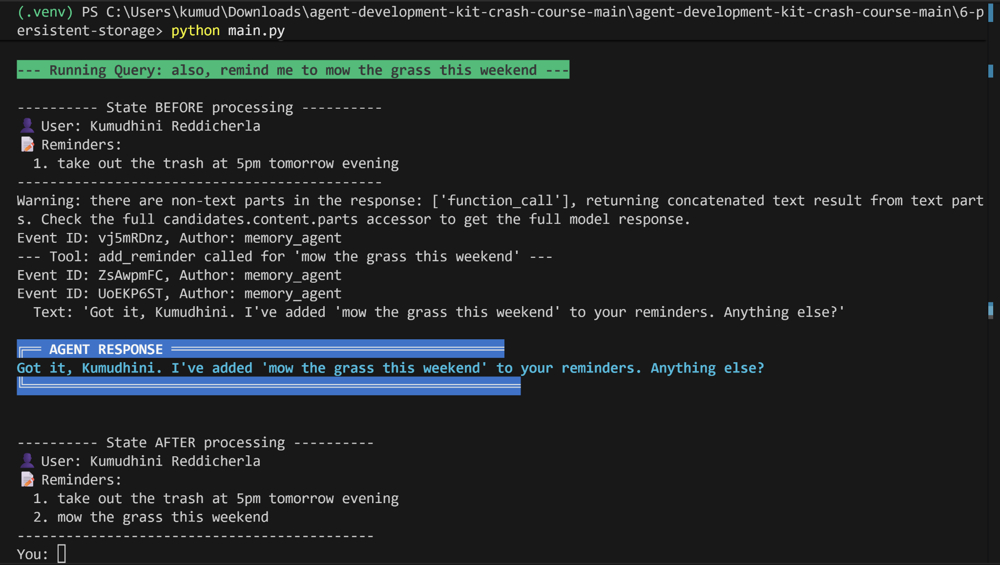 (.venv) PS C:\Users\kumud\Downloads\agent-development-kit-crash-course-main\agent-development-kit-crash-course-main\6-p
ersistent-storage> python main.py
--- Running Query: also, remind me to mow the grass this weekend ---
---------- State BEFORE processing ----------
👤 User: Kumudhini Reddicherla
📝 Reminders:
  1. take out the trash at 5pm tomorrow evening
---------------------------------------------
Warning: there are non-text parts in the response: ['function_call'], returning concatenated text result from text part
s. Check the full candidates.content.parts accessor to get the full model response.
Event ID: vj5mRDnz, Author: memory_agent
--- Tool: add_reminder called for 'mow the grass this weekend' ---
Event ID: ZsAwpmFC, Author: memory_agent
Event ID: UoEKP6ST, Author: memory_agent
  Text: 'Got it, Kumudhini. I've added 'mow the grass this weekend' to your reminders. Anything else?'
╔══ AGENT RESPONSE ═════════════════════════════════════════
Got it, Kumudhini. I've added 'mow the grass this weekend' to your reminders. Anything else?
╚═════════════════════════════════════════════════════════════
---------- State AFTER processing ----------
👤 User: Kumudhini Reddicherla
📝 Reminders:
  1. take out the trash at 5pm tomorrow evening
  2. mow the grass this weekend
--------------------------------------------
You: